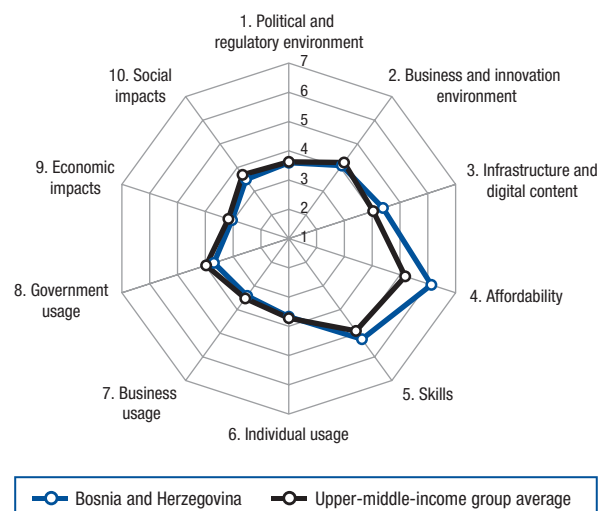 1. Political and
regulatory environment
10. Social
impacts
2. Business and innovation
environment
9. Economic
impacts
3. Infrastructure and
digital content
8. Government
usage
4. Affordability
7. Business
usage
5. Skills
6. Individual usage
7
6
5
4
3
2
1
Bosnia and Herzegovina
Upper-middle-income group average